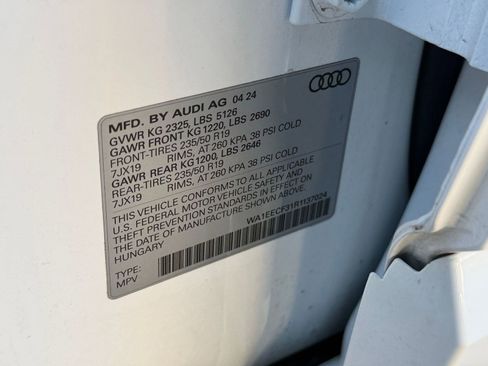 MFD. BY AUDI AG 04 24
GVWR KG 2325, LBS 5126
GAWR FRONT KG 1220, LBS 2690
FRONT-TIRES 235/50 R19
7JX19 RIMS, AT 260 KPA 38 PSI COLD
GAWR REAR KG 1200, LBS 2646
REAR-TIRES 235/50 R19
7JX19 RIMS, AT 260 KPA 38 PSI COLD
THIS VEHICLE CONFORMS TO ALL APPLICABLE
U.S. FEDERAL MOTOR VEHICLE SAFETY AND
THEFT PREVENTION STANDARDS IN EFFECT ON
THE DATE OF MANUFACTURE SHOWN ABOVE.
HUNGARY
WA1EECF31R1137024
TYPE:
MPV